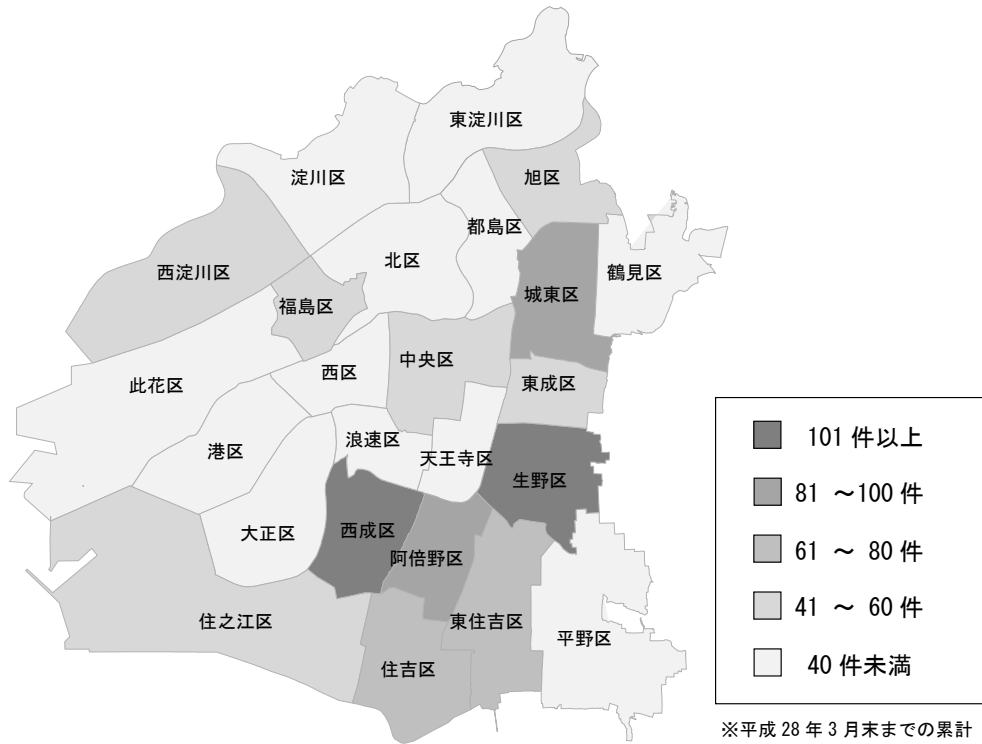 東淀川区
淀川区
旭区
都島区
北区
西淀川区
鶴見区
城東区
福島区
中央区
西区
東成区
此花区
浪速区
港区
天王寺区
生野区
西成区
大正区
阿倍野区
住之江区
東住吉区
平野区
住吉区
101 件以上
81 ~100 件
61 ~ 80 件
41 ~ 60 件
40 件未満
※平成 28 年 3 月末までの累計